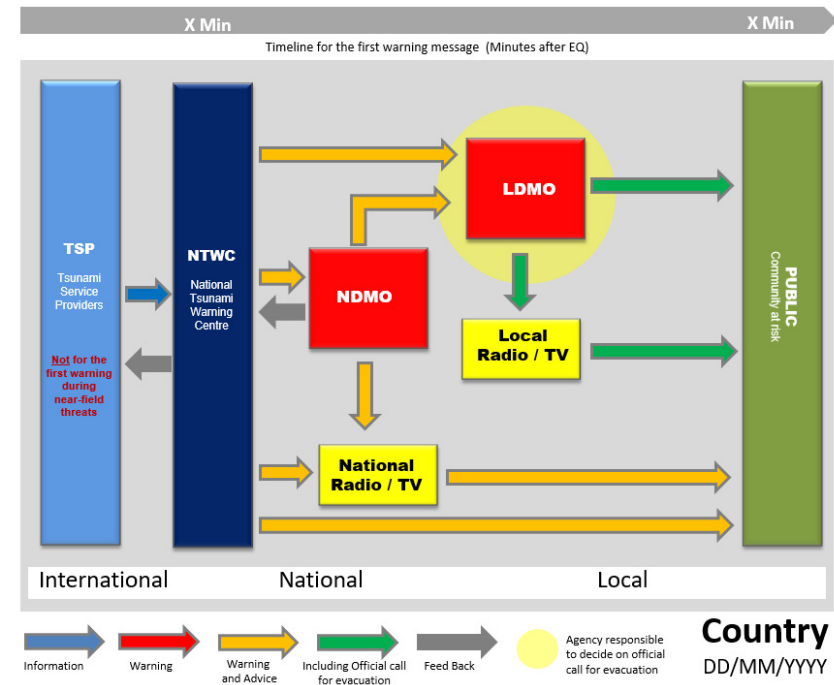 X Min
X Min
Timeline for the first warning message (Minutes after EQ)
TSP
Tsunami
Service
Providers
Not for the
first warning
during
near-field
threats
NTWC
National
Tsunami
Warning
Centre
NDMO
LDMO
Local
Radio / TV
National
Radio / TV
PUBLIC
Community at risk
International
National
Local
Information
Warning
Warning
and Advice
Including Official call
for evacuation
Feed Back
Agency responsible
to decide on official
call for evacuation
Country
DD/MM/YYYY